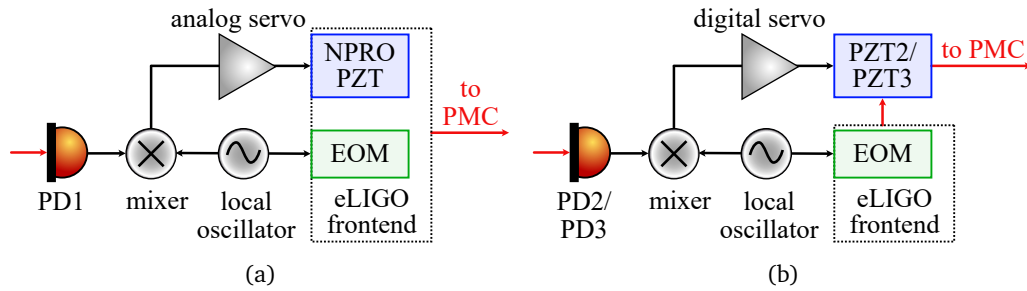 analog servo
NPRO
PZT
to
PMC
EOM
PD1
mixer
local
oscillator
eLIGO
frontend
(a)
digital servo
PZT2/
PZT3
to PMC
EOM
PD2/
PD3
mixer
local
oscillator
eLIGO
frontend
(b)